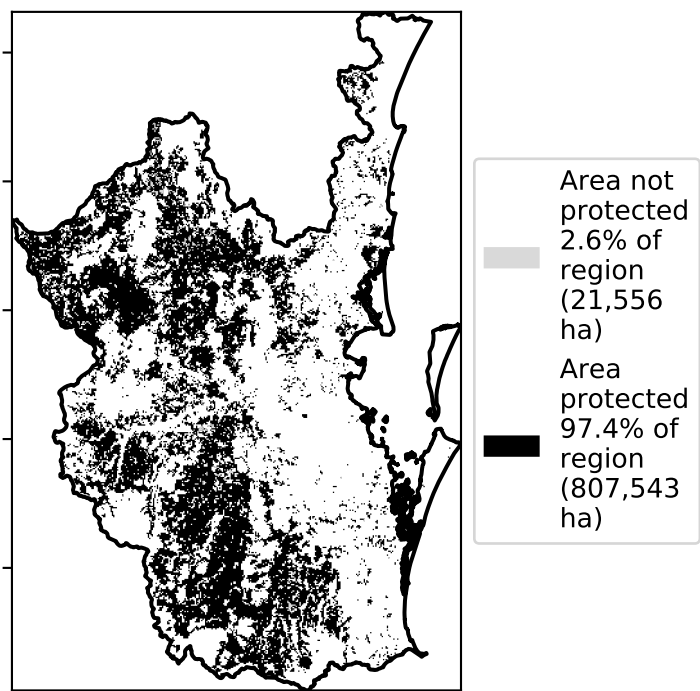 Area not
protected
2.6% of
region
(21,556
ha)
Area
protected
97.4% of
region
(807,543
ha)